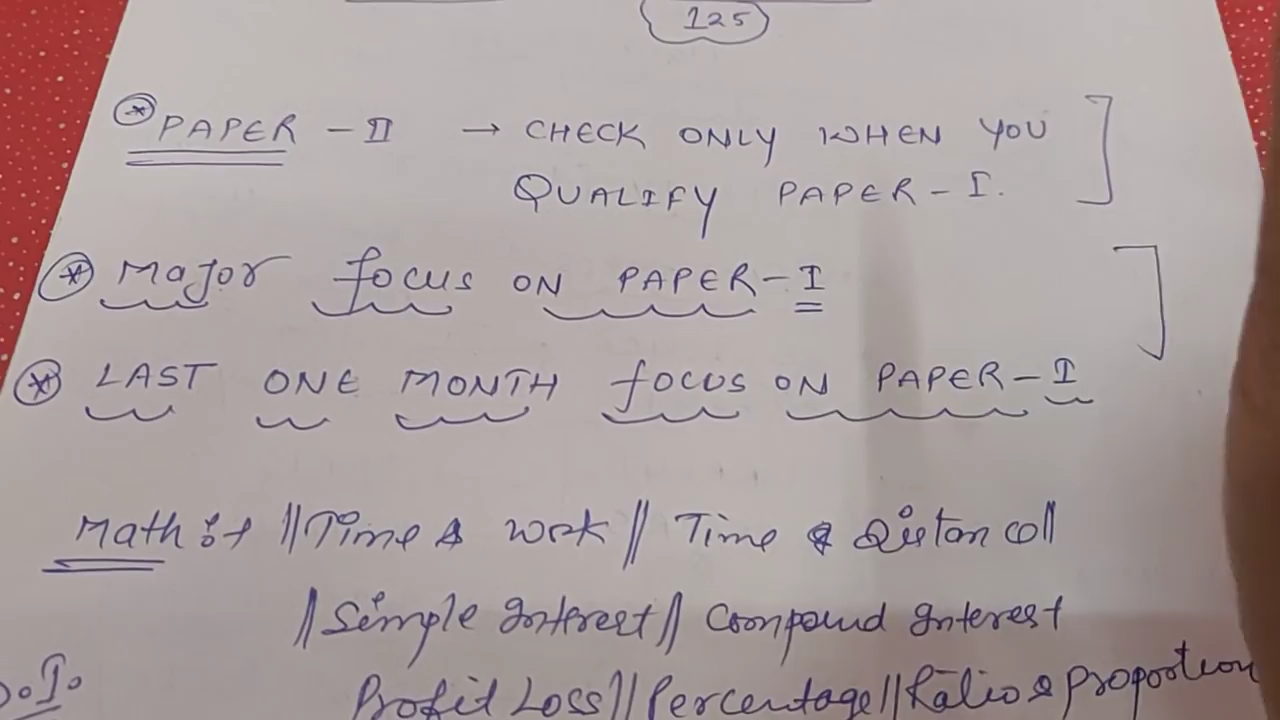 125
* PAPER - II → CHECK ONLY WHEN YOU
QUALIFY PAPER - I.
* Major focus ON PAPER - I
* LAST ONE MONTH focus ON PAPER - I
Math :- || Time & work || Time & Distance ||
|| Simple Interest || Compound Interest
D.I.
Profit Loss || Percentage || Ratio & Proportion